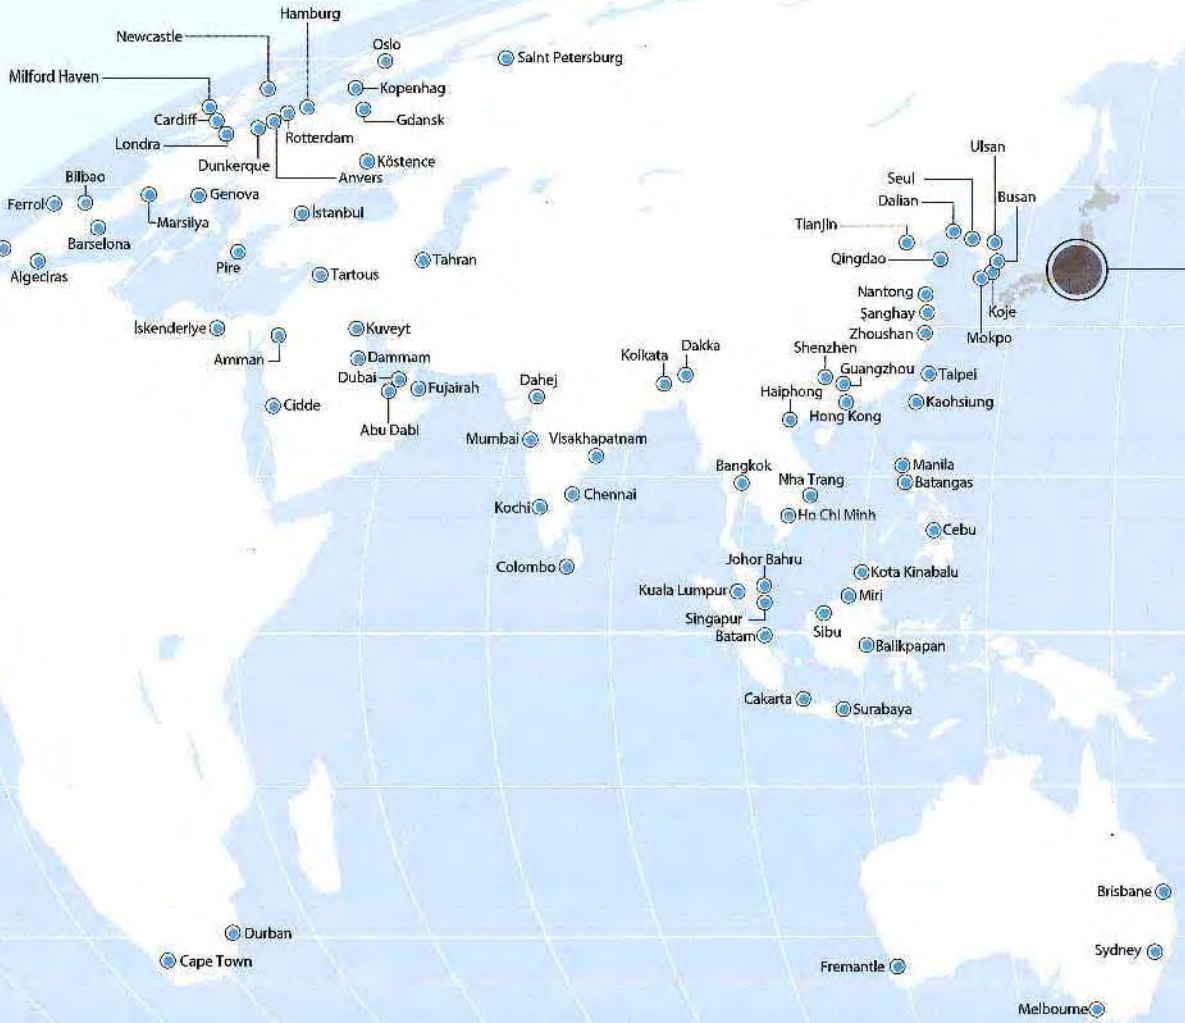 Hamburg
Newcastle
Oslo
Saint Petersburg
Milford Haven
Kopenhag
Cardiff
Gdansk
Rotterdam
Londra
Ulsan
Dunkerque
Köstence
Anvers
Bilbao
Seul
Genova
Busan
Ferrol
Dalian
İstanbul
Marsilya
Tianjin
Barselona
Qingdao
Tahran
Pire
Algeciras
Tartous
Nantong
Şanghay
Koje
İskenderiye
Kuveyt
Zhoushan
Mokpo
Amman
Dammam
Kolkata
Dakka
Shenzhen
Guangzhou
Dubai
Fujairah
Dahej
Taipei
Haiphong
Cidde
Kaohsiung
Hong Kong
Abu Dabi
Mumbai
Visakhapatnam
Bangkok
Manila
Nha Trang
Batangas
Chennai
Kochi
Ho Chi Minh
Cebu
Johor Bahru
Colombo
Kota Kinabalu
Kuala Lumpur
Miri
Singapur
Sibu
Batam
Balikpapan
Cakarta
Surabaya
Brisbane
Durban
Sydney
Cape Town
Fremantle
Melbourne